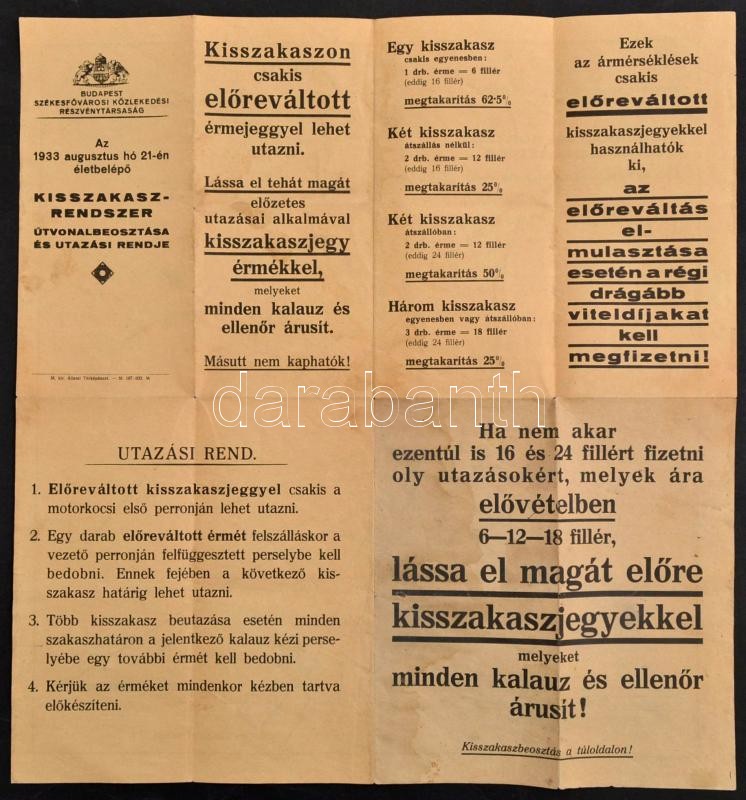 BUDAPEST
SZÉKESFŐVÁROSI KÖZLEKEDÉSI
RÉSZVÉNYTÁRSASÁG
Az
1933 augusztus hó 21-én
életbelépő
KISSZAKASZ-
RENDSZER
ÚTVONALBEOSZTÁSA
ÉS UTAZÁSI RENDJE
M. kir. Állami Térképészet. — M.
Kisszakaszon
csakis
előreváltott
érmejeggyel lehet
utazni.
Lássa el tehát magát
előzetes
utazásai alkalmával
kisszakaszjegy
érmékkel,
melyeket
minden kalauz és
ellenőr árusít.
Másutt nem kaphatók!
Egy kisszakasz
csakis egyenesben:
1 drb. érme = 6 fillér
(eddig 16 fillér)
megtakarítás 62·5%
Két kisszakasz
átszállás nélkül:
2 drb. érme = 12 fillér
(eddig 16 fillér)
megtakarítás 25%
Két kisszakasz
átszállóban:
2 drb. érme = 12 fillér
(eddig 24 fillér)
megtakarítás 50%
Három kisszakasz
egyenesben vagy átszállóban:
3 drb. érme = 18 fillér
(eddig 24 fillér)
megtakarítás 25%
Ezek
az ármérséklések
csakis
előreváltott
kisszakaszjegyekkel
használhatók
ki,
az
előreváltás
el-
mulasztása
esetén a régi
drágább
viteldíjakat
kell
megfizetni!
darabanth
UTAZÁSI REND.
1. Előreváltott kisszakaszjeggyel csakis a
motorkocsi első perronján lehet utazni.
2. Egy darab előreváltott érmét felszálláskor a
vezető perronján felfüggesztett perselybe kell
bedobni. Ennek fejében a következő kis-
szakasz határig lehet utazni.
3. Több kisszakasz beutazása esetén minden
szakaszhatáron a jelentkező kalauz kézi perse-
lyébe egy további érmét kell bedobni.
4. Kérjük az érméket mindenkor kézben tartva
előkészíteni.
Ha nem akar
ezentúl is 16 és 24 fillért fizetni
oly utazásokért, melyek ára
elővételben
6—12—18 fillér,
lássa el magát előre
kisszakaszjegyekkel
melyeket
minden kalauz és ellenőr
árusít!
Kisszakaszbeosztás a túloldalon!